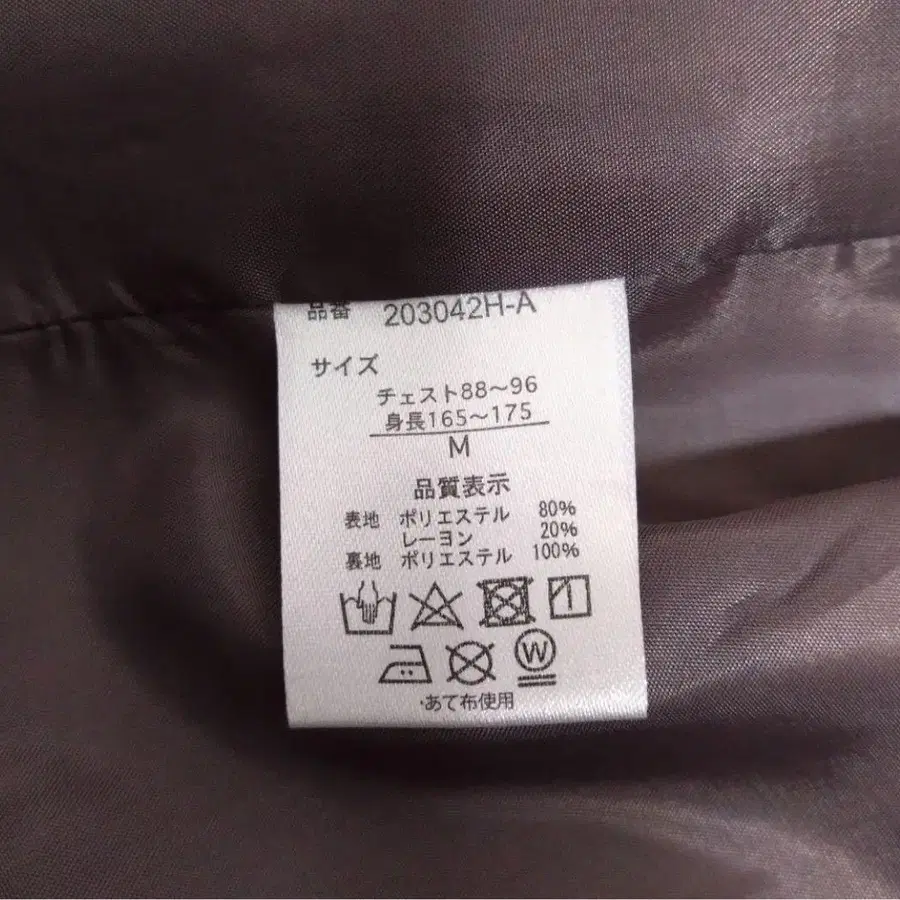 品番 203042H-A
サイズ
チェスト88〜96
身長165〜175
M
品質表示
表地 ポリエステル 80%
レーヨン 20%
裏地 ポリエステル 100%
W
·あて布使用